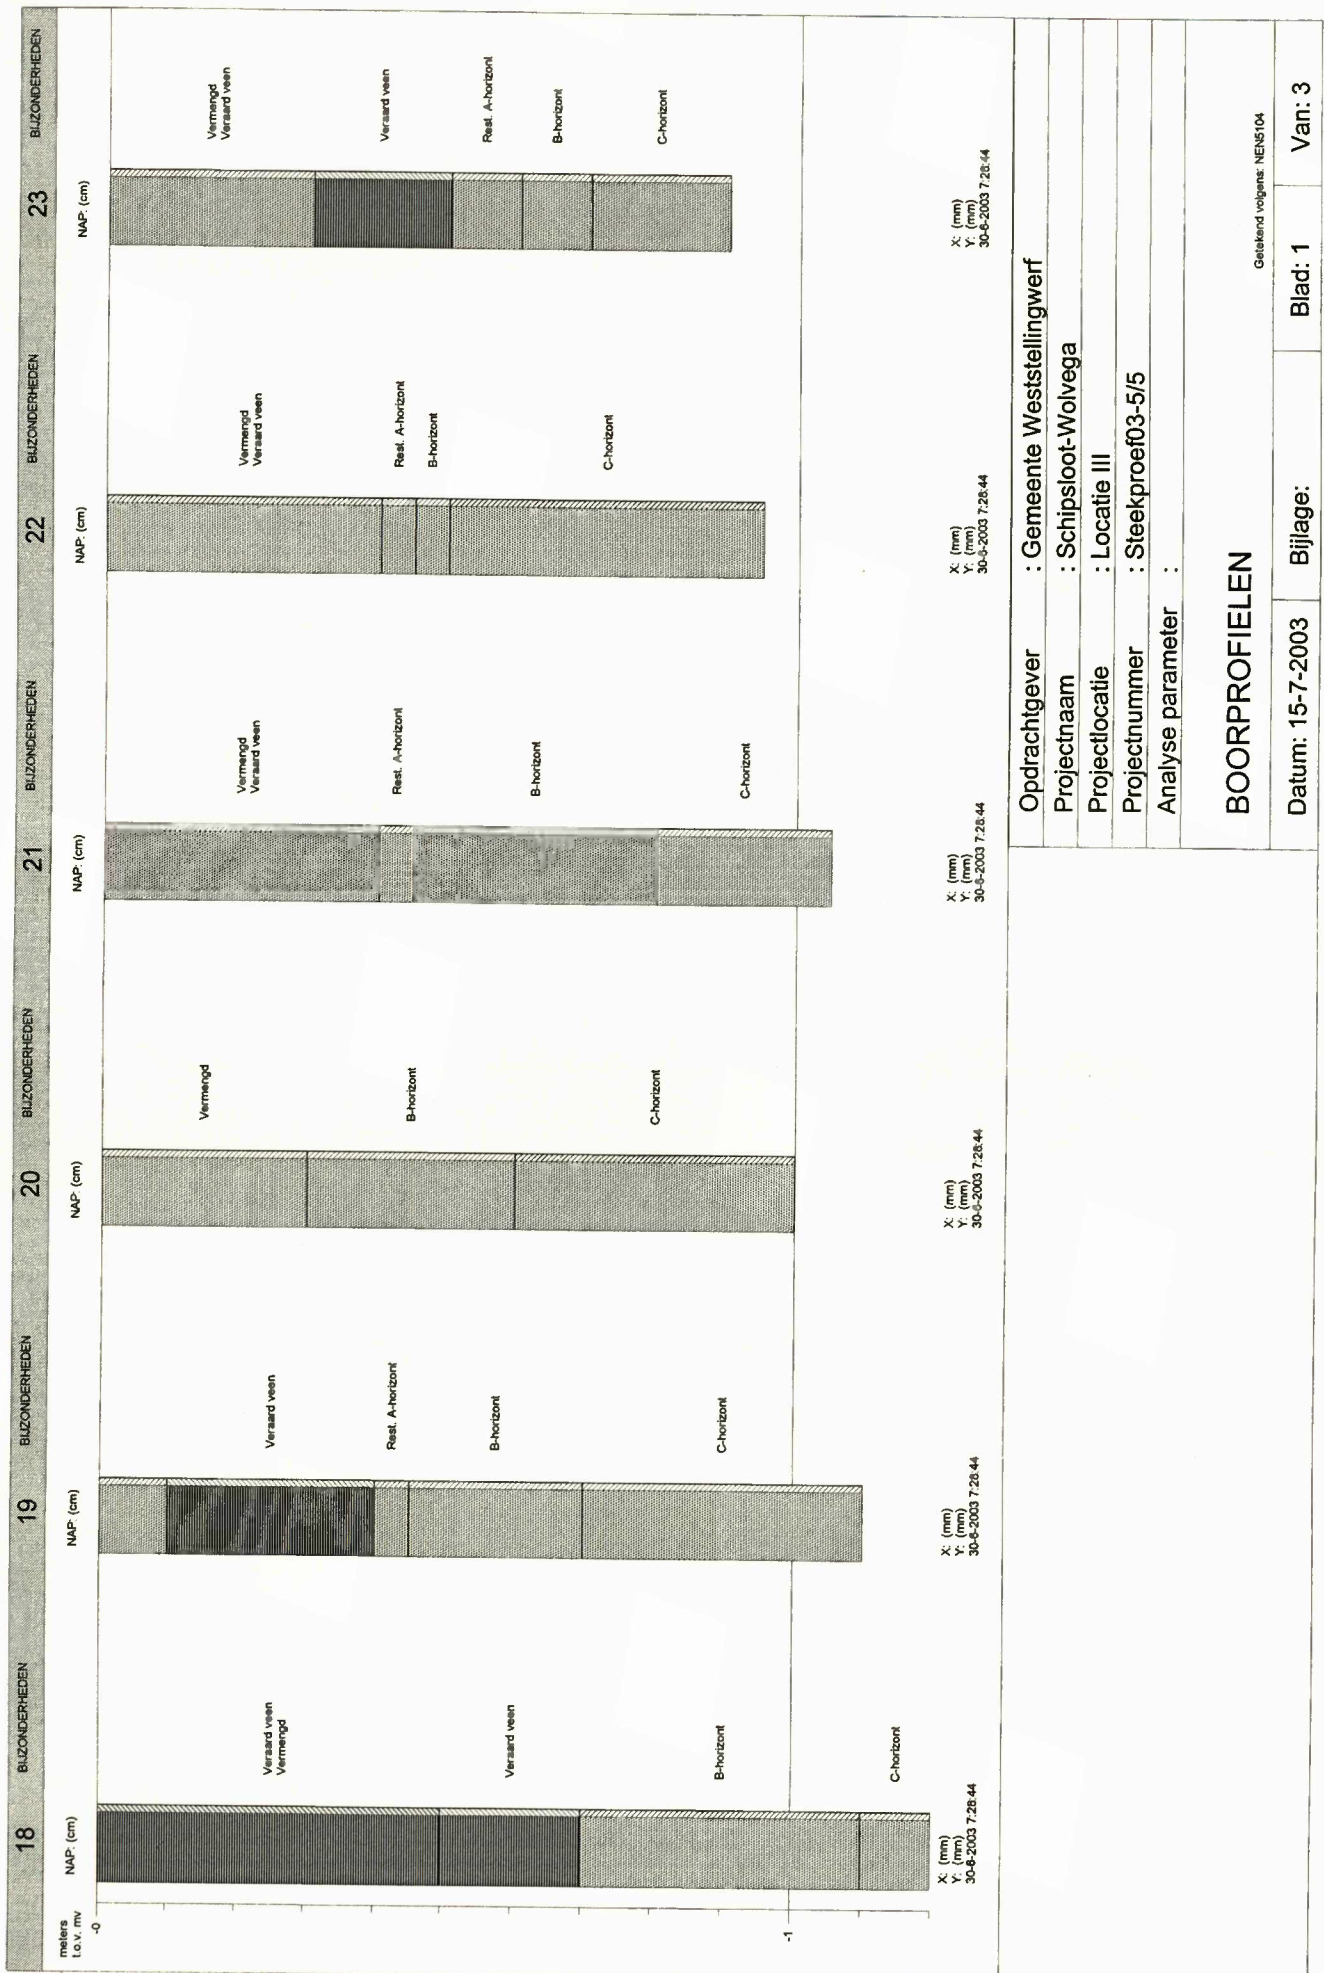 18 BIJZONDERHEDEN 19 BIJZONDERHEDEN 20 BIJZONDERHEDEN 21 BIJZONDERHEDEN 22 BIJZONDERHEDEN 23 BIJZONDERHEDEN
meters
t.o.v. mv
-0
-1
NAP: (cm)
Veraard veen
Vermengd
Veraard veen
B-horizont
C-horizont
X: (mm)
Y: (mm)
30-6-2003 7:28:44
NAP: (cm)
Veraard veen
Rest. A-horizont
B-horizont
C-horizont
X: (mm)
Y: (mm)
30-6-2003 7:28:44
NAP: (cm)
Vermengd
B-horizont
C-horizont
X: (mm)
Y: (mm)
30-6-2003 7:28:44
NAP: (cm)
Vermengd
Veraard veen
Rest. A-horizont
B-horizont
C-horizont
X: (mm)
Y: (mm)
30-6-2003 7:28:44
NAP: (cm)
Vermengd
Veraard veen
Rest. A-horizont
B-horizont
C-horizont
X: (mm)
Y: (mm)
30-6-2003 7:28:44
NAP: (cm)
Vermengd
Veraard veen
Veraard veen
Rest. A-horizont
B-horizont
C-horizont
X: (mm)
Y: (mm)
30-6-2003 7:28:44
Opdrachtgever : Gemeente Weststellingwerf
Projectnaam : Schipsloot-Wolvega
Projectlocatie : Locatie III
Projectnummer : Steekproef03-5/5
Analyse parameter :
BOORPROFIELEN
Getekend volgens: NEN5104
Datum: 15-7-2003 Bijlage: Blad: 1 Van: 3